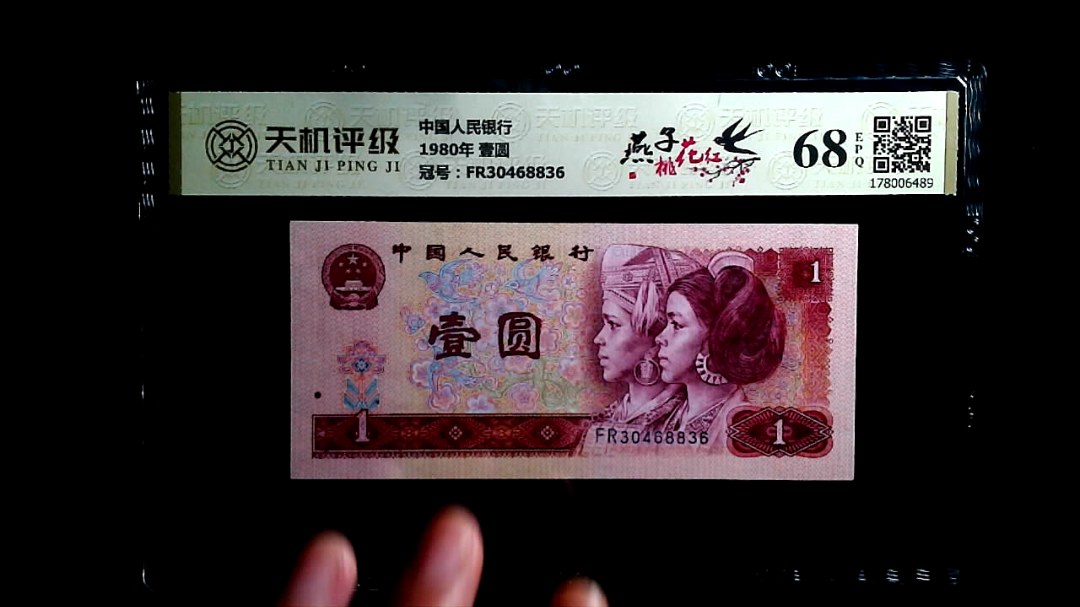 天机评级
TIAN JI PING JI
中国人民银行
1980年 壹圆
冠号：FR30468836
燕子
桃花红
68
EPQ
178006489
中国人民银行
1
壹圆
1
FR30468836
1